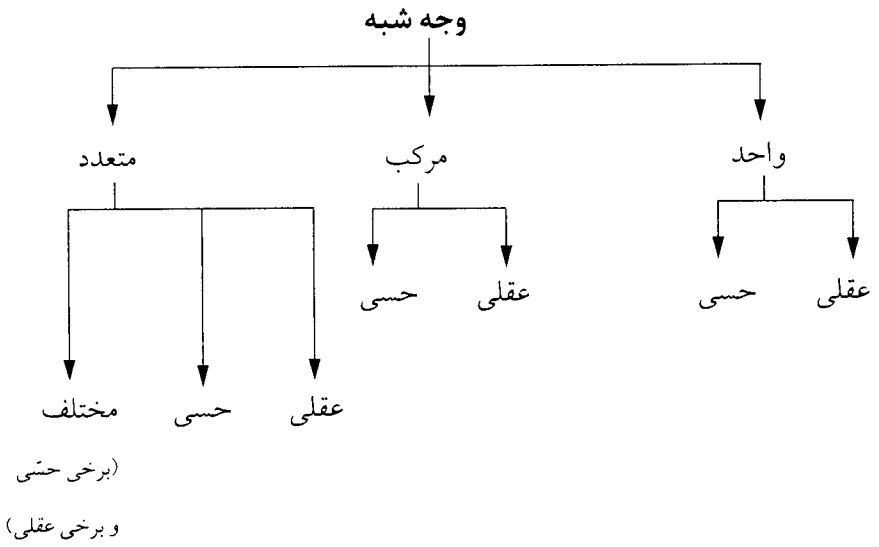 وجه شبه
واحد مرکب متعدد
عقلی حسی عقلی حسی
عقلی حسی مختلف
(برخی حسّی
و برخی عقلی)